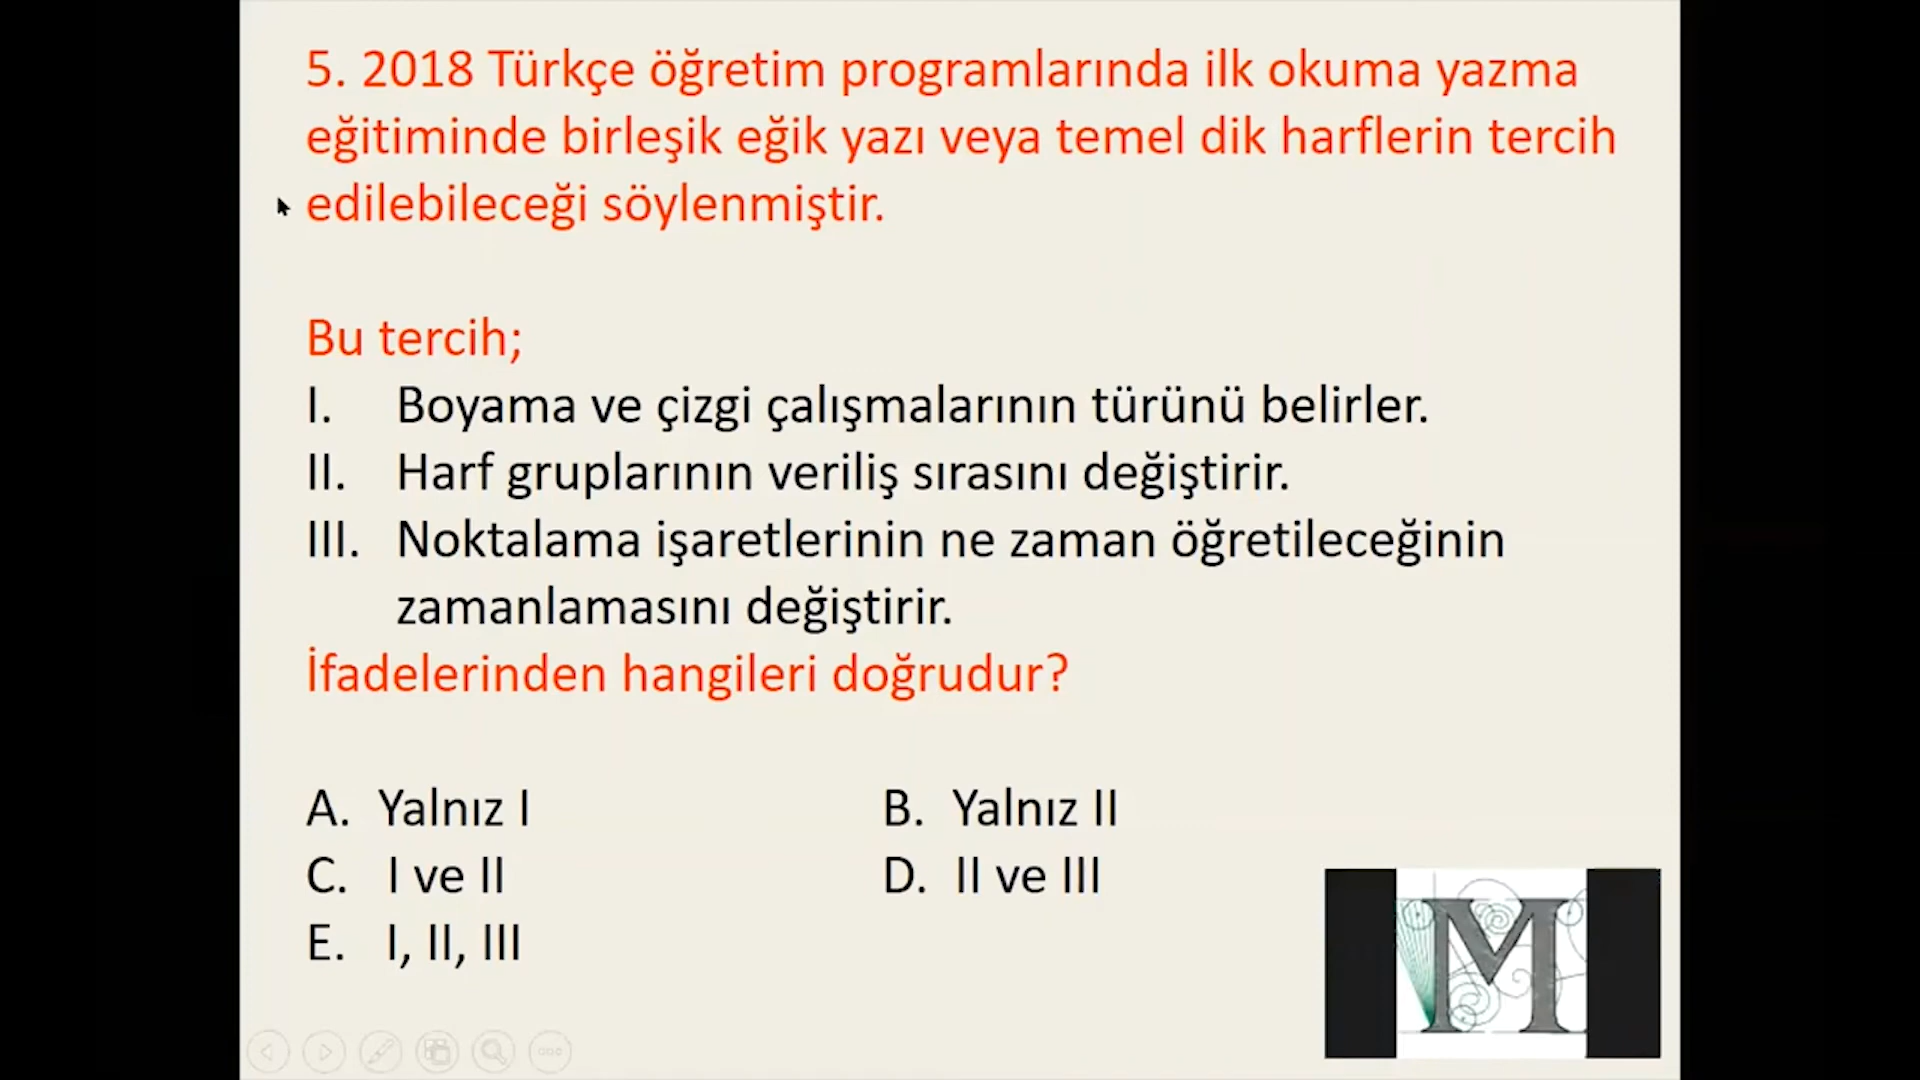 5. 2018 Türkçe öğretim programlarında ilk okuma yazma
eğitiminde birleşik eğik yazı veya temel dik harflerin tercih
edilebileceği söylenmiştir.
Bu tercih;
I. Boyama ve çizgi çalışmalarının türünü belirler.
II. Harf gruplarının veriliş sırasını değiştirir.
III. Noktalama işaretlerinin ne zaman öğretileceğinin
zamanlamasını değiştirir.
İfadelerinden hangileri doğrudur?
A. Yalnız I
B. Yalnız II
C. I ve II
D. II ve III
E. I, II, III
M
abc